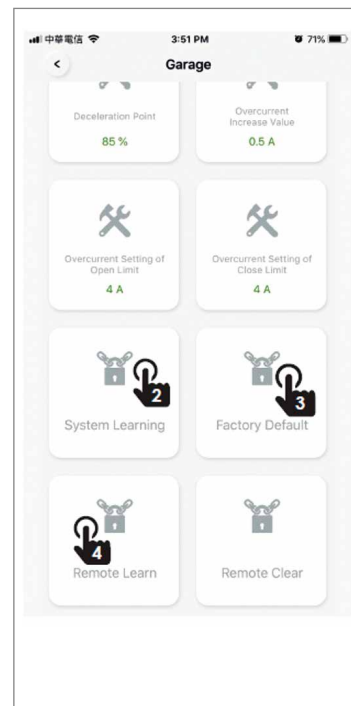 中華電信 3:51 PM 71%
Garage
Deceleration Point
85 %
Overcurrent
Increase Value
0.5 A
Overcurrent Setting of
Open Limit
4 A
Overcurrent Setting of
Close Limit
4 A
2
System Learning
3
Factory Default
4
Remote Learn
Remote Clear